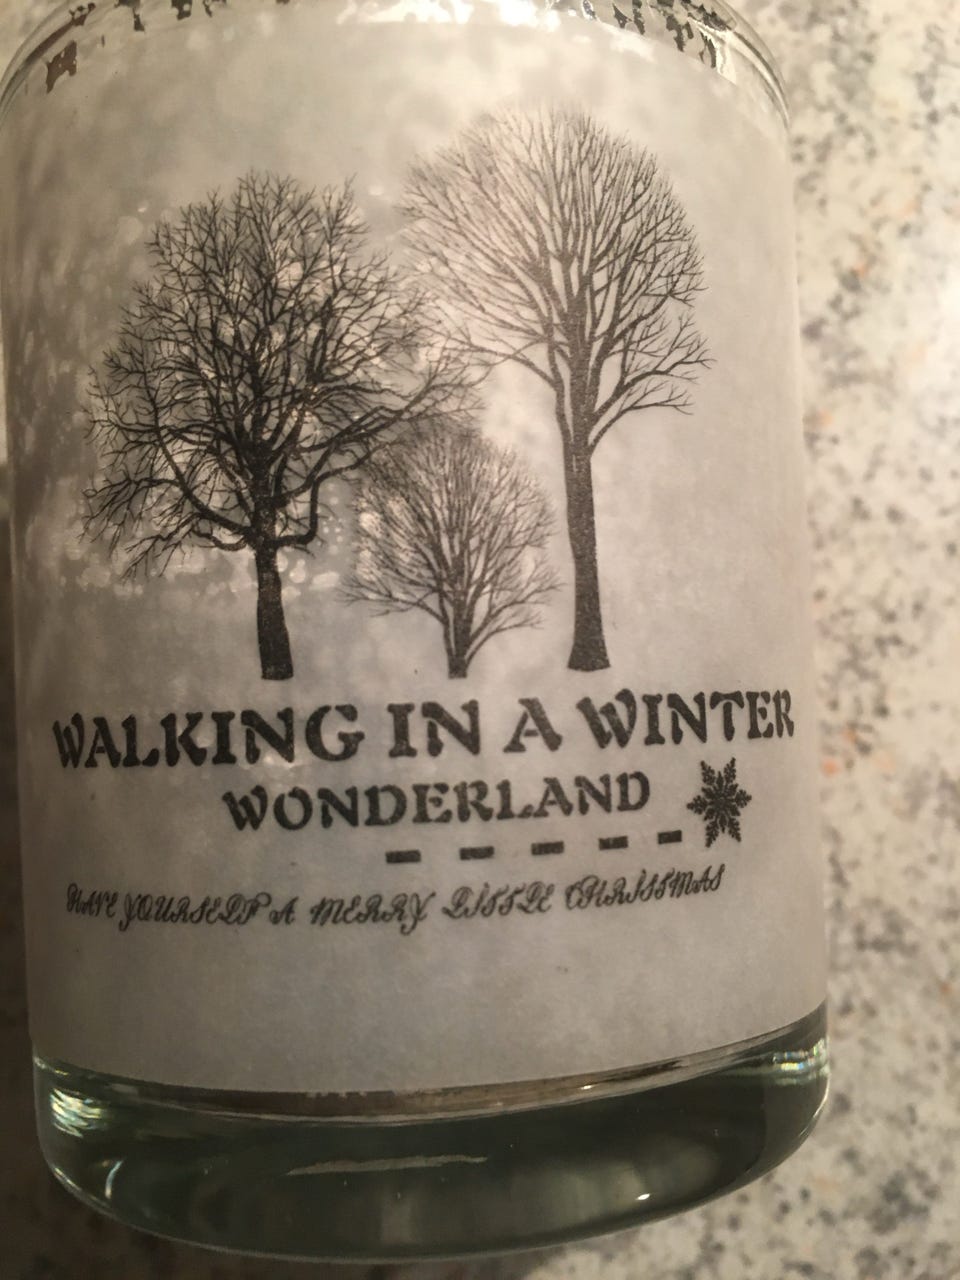 WALKING IN A WINTER
WONDERLAND
HAVE YOURSELF A MERRY LITTLE CHRISTMAS